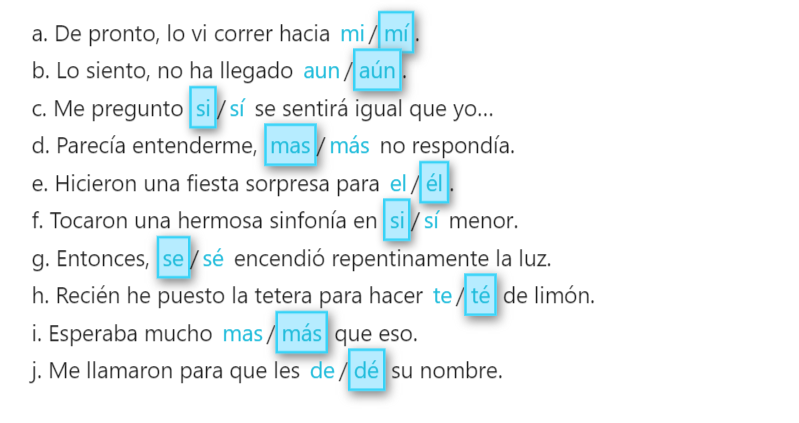 a. De pronto, lo vi correr hacia mi / mí.
b. Lo siento, no ha llegado aun / aún.
c. Me pregunto si / sí se sentirá igual que yo...
d. Parecía entenderme, mas / más no respondía.
e. Hicieron una fiesta sorpresa para el / él.
f. Tocaron una hermosa sinfonía en si / sí menor.
g. Entonces, se / sé encendió repentinamente la luz.
h. Recién he puesto la tetera para hacer te / té de limón.
i. Esperaba mucho mas / más que eso.
j. Me llamaron para que les de / dé su nombre.